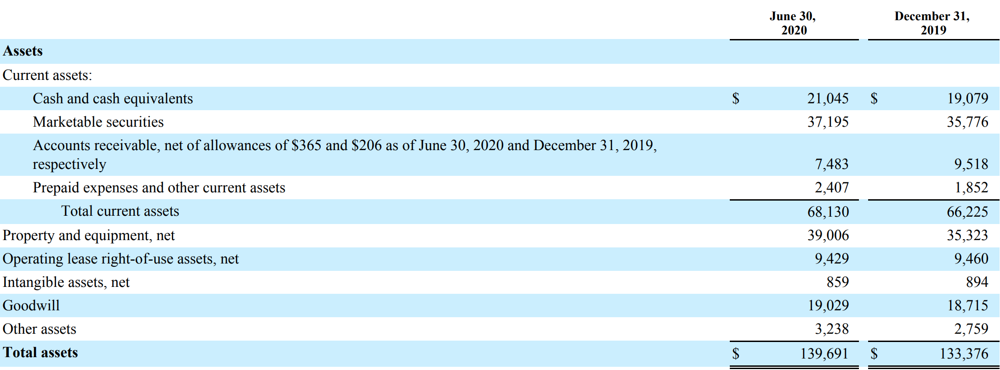 June 30, December 31,
2020 2019
Assets
Current assets:
Cash and cash equivalents $ 21,045 $ 19,079
Marketable securities 37,195 35,776
Accounts receivable, net of allowances of $365 and $206 as of June 30, 2020 and December 31, 2019,
respectively 7,483 9,518
Prepaid expenses and other current assets 2,407 1,852
Total current assets 68,130 66,225
Property and equipment, net 39,006 35,323
Operating lease right-of-use assets, net 9,429 9,460
Intangible assets, net 859 894
Goodwill 19,029 18,715
Other assets 3,238 2,759
Total assets $ 139,691 $ 133,376